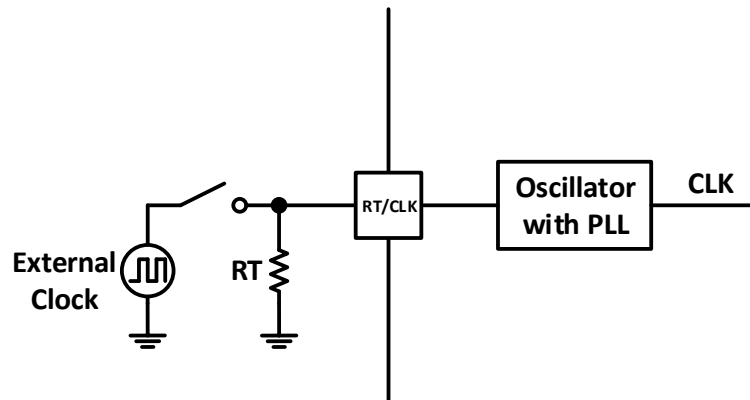 RT/CLK
Oscillator
with PLL
CLK
External
Clock
RT